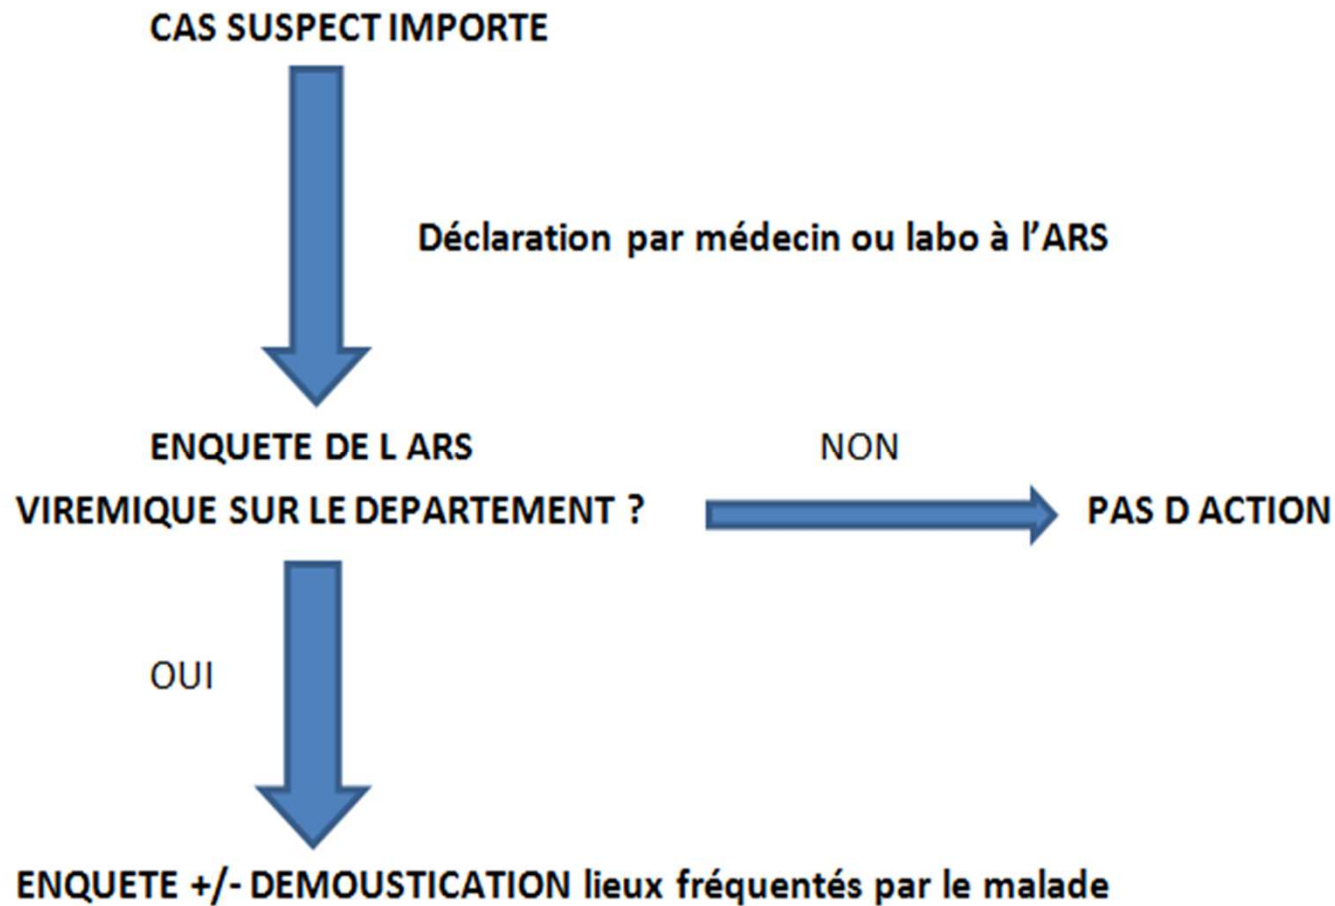 CAS SUSPECT IMPORTE
Déclaration par médecin ou labo à l’ARS
ENQUETE DE L ARS
NON
VIREMIQUE SUR LE DEPARTEMENT ?
PAS D ACTION
OUI
ENQUETE +/- DEMOUSTICATION lieux fréquentés par le malade